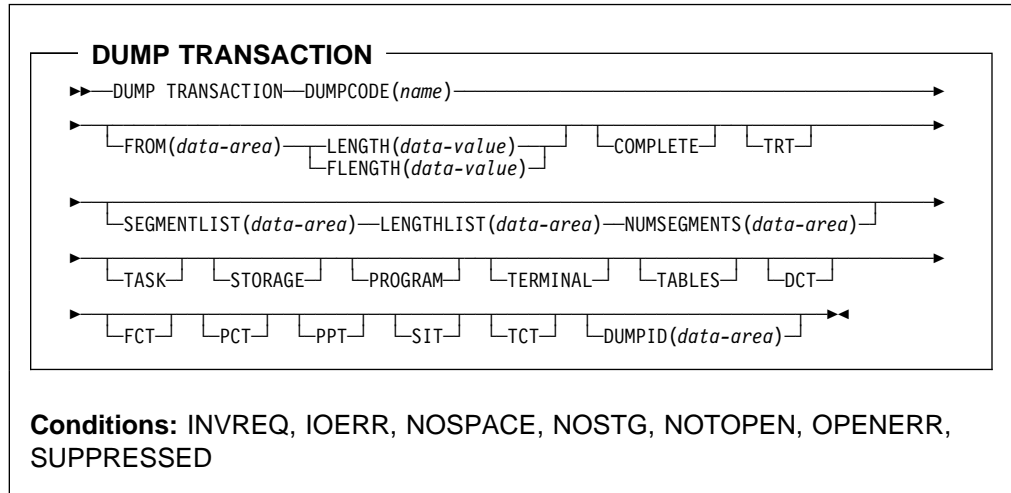 DUMP TRANSACTION
DUMP TRANSACTION DUMPCODE(name)
FROM(data-area) LENGTH(data-value) COMPLETE TRT
FLENGTH(data-value)
SEGMENTLIST(data-area) LENGTHLIST(data-area) NUMSEGMENTS(data-area)
TASK STORAGE PROGRAM TERMINAL TABLES DCT
FCT PCT PPT SIT TCT DUMPID(data-area)
Conditions: INVREQ, IOERR, NOSPACE, NOSTG, NOTOPEN, OPENERR,
SUPPRESSED